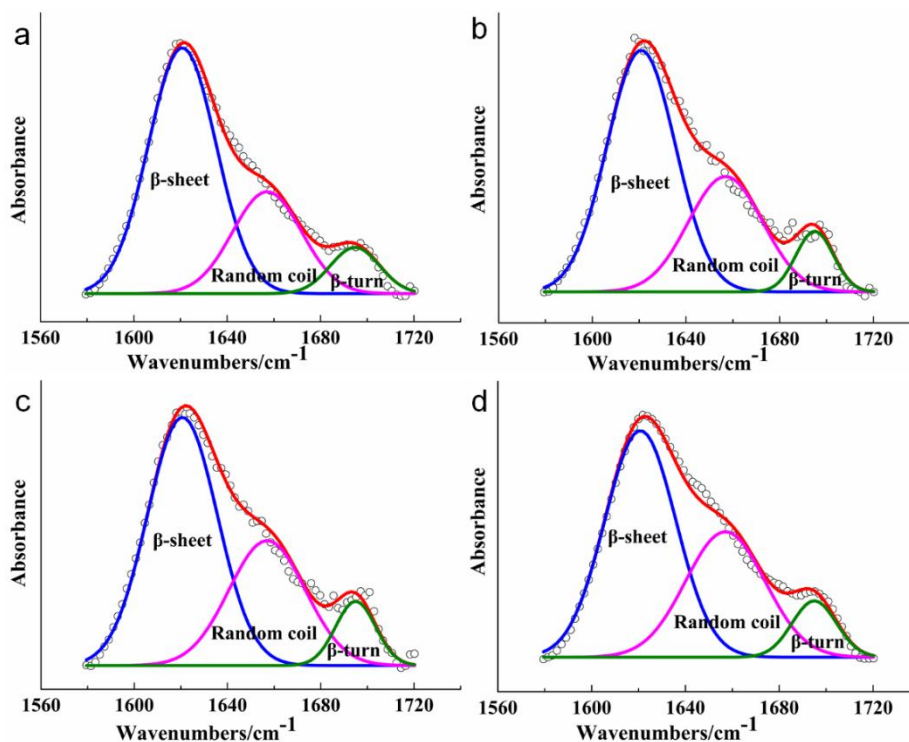 a
Absorbance
β-sheet
Random coil
β-turn
1560 1600 1640 1680 1720
Wavenumbers/cm-1
b
Absorbance
β-sheet
Random coil
β-turn
1560 1600 1640 1680 1720
Wavenumbers/cm-1
c
Absorbance
β-sheet
Random coil
β-turn
1560 1600 1640 1680 1720
Wavenumbers/cm-1
d
Absorbance
β-sheet
Random coil
β-turn
1560 1600 1640 1680 1720
Wavenumbers/cm-1